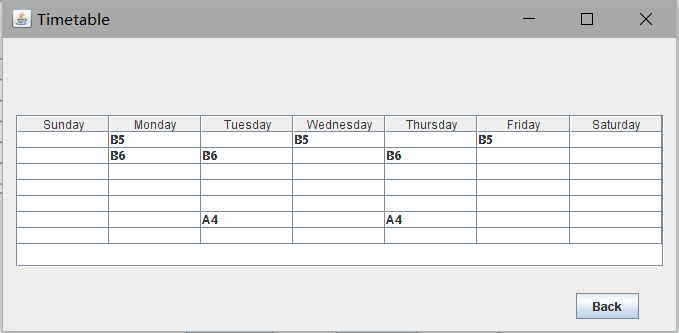 Timetable
Sunday Monday Tuesday Wednesday Thursday Friday Saturday
B5 B5 B5
B6 B6 B6
A4 A4
Back